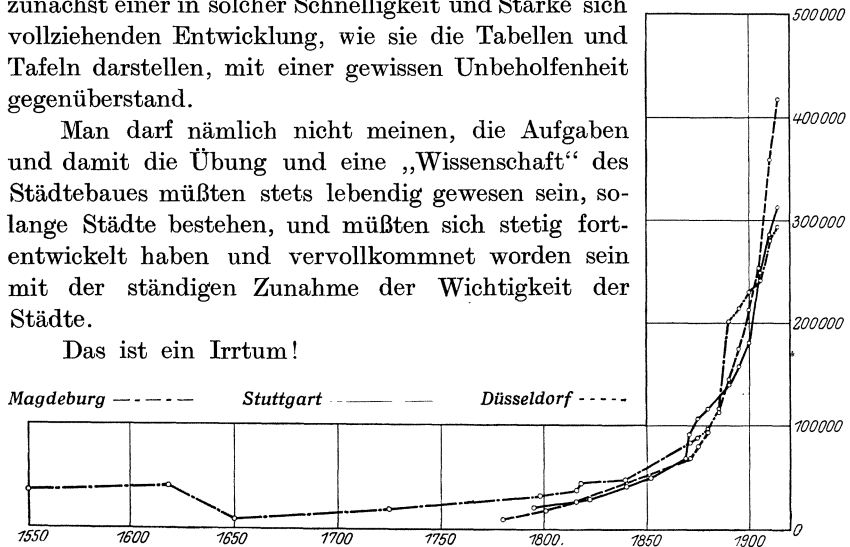 zunächst einer in solcher Schnelligkeit und Stärke sich
vollziehenden Entwicklung, wie sie die Tabellen und
Tafeln darstellen, mit einer gewissen Unbeholfenheit
gegenüberstand.
Man darf nämlich nicht meinen, die Aufgaben
und damit die Übung und eine „Wissenschaft“ des
Städtebaues müßten stets lebendig gewesen sein, so-
lange Städte bestehen, und müßten sich stetig fort-
entwickelt haben und vervollkommnet worden sein
mit der ständigen Zunahme der Wichtigkeit der
Städte.
Das ist ein Irrtum!
Magdeburg Stuttgart Düsseldorf
500000
400000
300000
200000
100000
0
1550 1600 1650 1700 1750 1800. 1850 1900